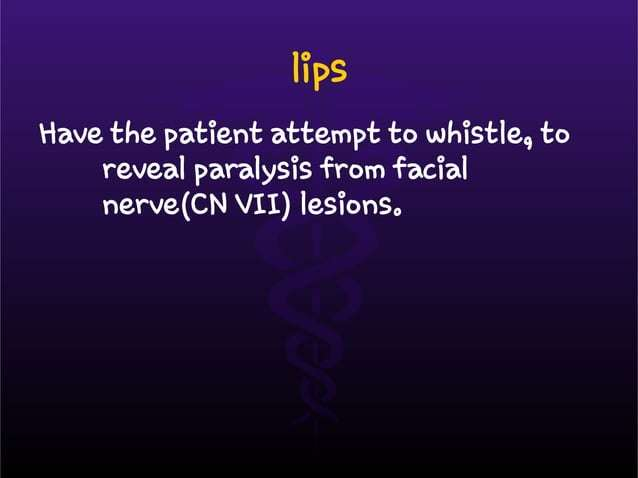 lips
Have the patient attempt to whistle, to
reveal paralysis from facial
nerve(CN VII) lesions.